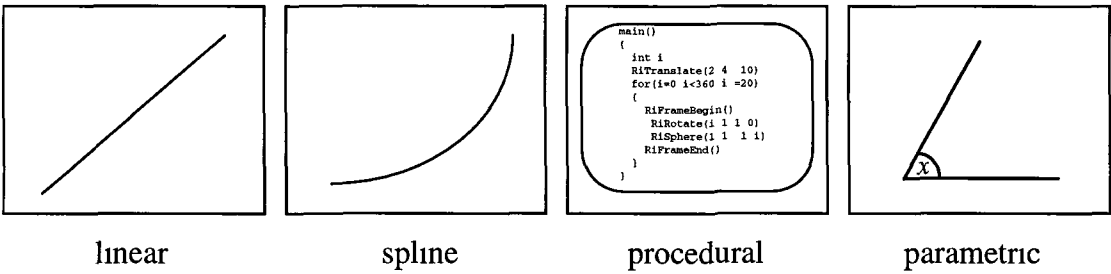 main()
{
int i
RiTranslate(2 4 10)
for(i=0 i<360 i =20)
{
RiFrameBegin()
RiRotate(i 1 1 0)
RiSphere(1 1 1 i)
RiFrameEnd()
}
}
x
linear
spline
procedural
parametric